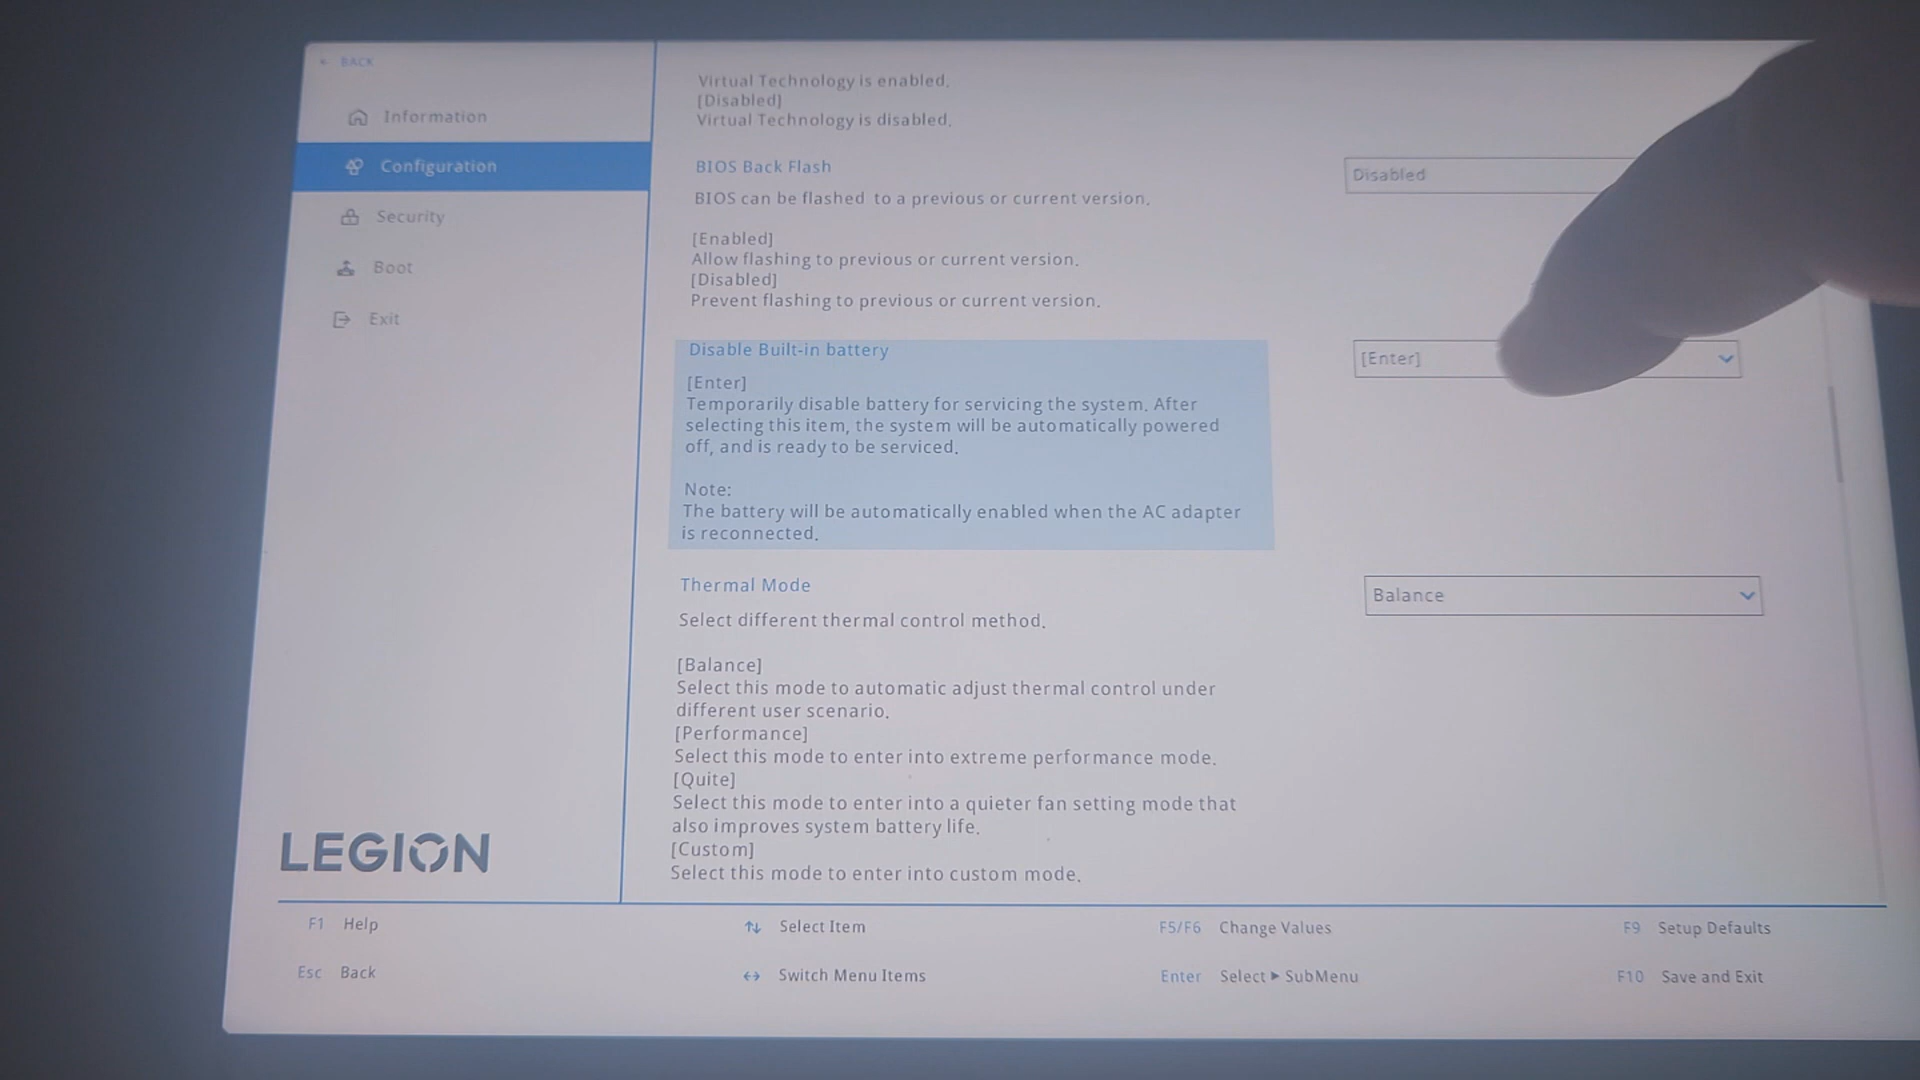 BACK
Information
Configuration
Security
Boot
Exit
Virtual Technology is enabled.
[Disabled]
Virtual Technology is disabled.
BIOS Back Flash
Disabled
BIOS can be flashed to a previous or current version.
[Enabled]
Allow flashing to previous or current version.
[Disabled]
Prevent flashing to previous or current version.
Disable Built-in battery
[Enter]
[Enter]
Temporarily disable battery for servicing the system. After
selecting this item, the system will be automatically powered
off, and is ready to be serviced.
Note:
The battery will be automatically enabled when the AC adapter
is reconnected.
Thermal Mode
Balance
Select different thermal control method.
[Balance]
Select this mode to automatic adjust thermal control under
different user scenario.
[Performance]
Select this mode to enter into extreme performance mode.
[Quite]
Select this mode to enter into a quieter fan setting mode that
also improves system battery life.
[Custom]
Select this mode to enter into custom mode.
LEGION
F1 Help
Select Item
F5/F6 Change Values
F9 Setup Defaults
Esc Back
Switch Menu Items
Enter Select ▶ SubMenu
F10 Save and Exit